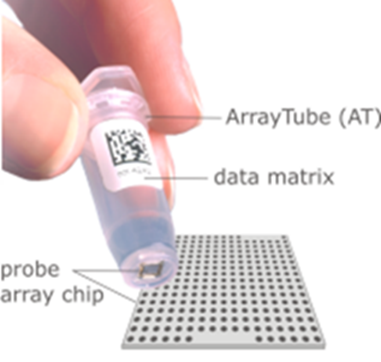 ArrayTube (AT)
data matrix
probe
array chip